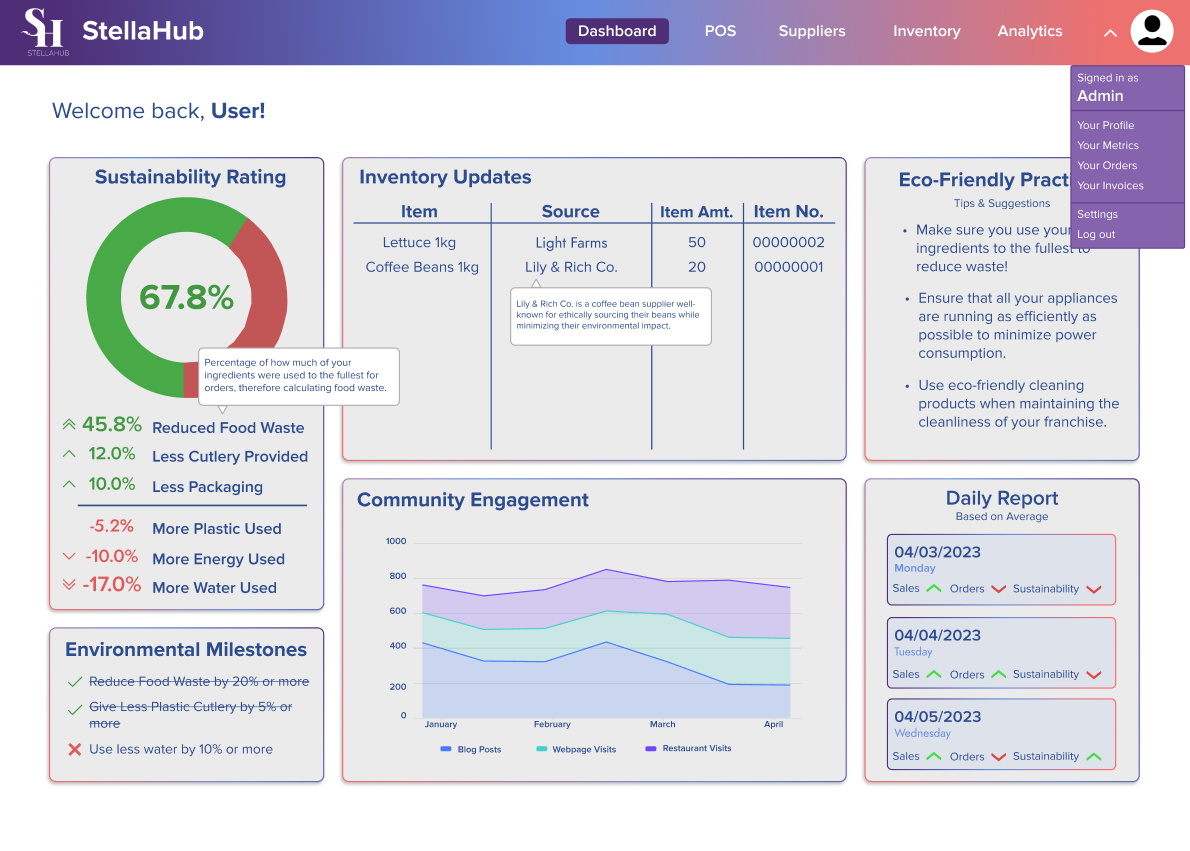 SH
STELLAHUB
StellaHub
Dashboard
POS
Suppliers
Inventory
Analytics
Signed in as
Admin
Your Profile
Your Metrics
Your Orders
Your Invoices
Settings
Log out
Welcome back, User!
Sustainability Rating
67.8%
Percentage of how much of your
ingredients were used to the fullest for
orders, therefore calculating food waste.
45.8% Reduced Food Waste
12.0% Less Cutlery Provided
10.0% Less Packaging
-5.2% More Plastic Used
-10.0% More Energy Used
-17.0% More Water Used
Environmental Milestones
Reduce Food Waste by 20% or more
Give Less Plastic Cutlery by 5% or
more
Use less water by 10% or more
Inventory Updates
Item Source Item Amt. Item No.
Lettuce 1kg Light Farms 50 00000002
Coffee Beans 1kg Lily & Rich Co. 20 00000001
Lily & Rich Co. is a coffee bean supplier well-
known for ethically sourcing their beans while
minimizing their environmental impact.
Community Engagement
1000
800
600
400
200
0
January February March April
Blog Posts Webpage Visits Restaurant Visits
Eco-Friendly Pract
Tips & Suggestions
• Make sure you use your
ingredients to the fullest to
reduce waste!
• Ensure that all your appliances
are running as efficiently as
possible to minimize power
consumption.
• Use eco-friendly cleaning
products when maintaining the
cleanliness of your franchise.
Daily Report
Based on Average
04/03/2023
Monday
Sales Orders Sustainability
04/04/2023
Tuesday
Sales Orders Sustainability
04/05/2023
Wednesday
Sales Orders Sustainability